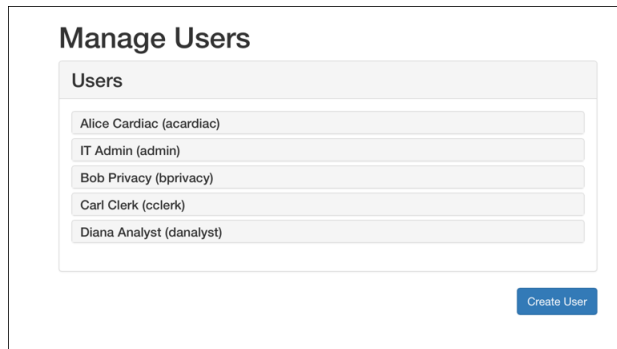 Manage Users
Users
Alice Cardiac (acardiac)
IT Admin (admin)
Bob Privacy (bprivacy)
Carl Clerk (cclerk)
Diana Analyst (danalyst)
Create User